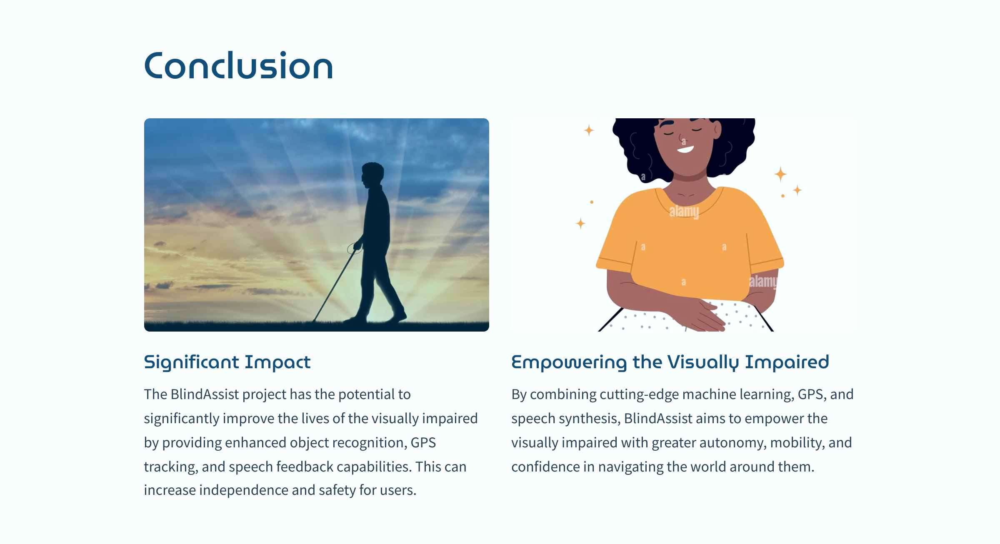 Conclusion
a
a
alamy
a
a
a
alamy
Significant Impact
The BlindAssist project has the potential to
significantly improve the lives of the visually impaired
by providing enhanced object recognition, GPS
tracking, and speech feedback capabilities. This can
increase independence and safety for users.
Empowering the Visually Impaired
By combining cutting-edge machine learning, GPS, and
speech synthesis, BlindAssist aims to empower the
visually impaired with greater autonomy, mobility, and
confidence in navigating the world around them.